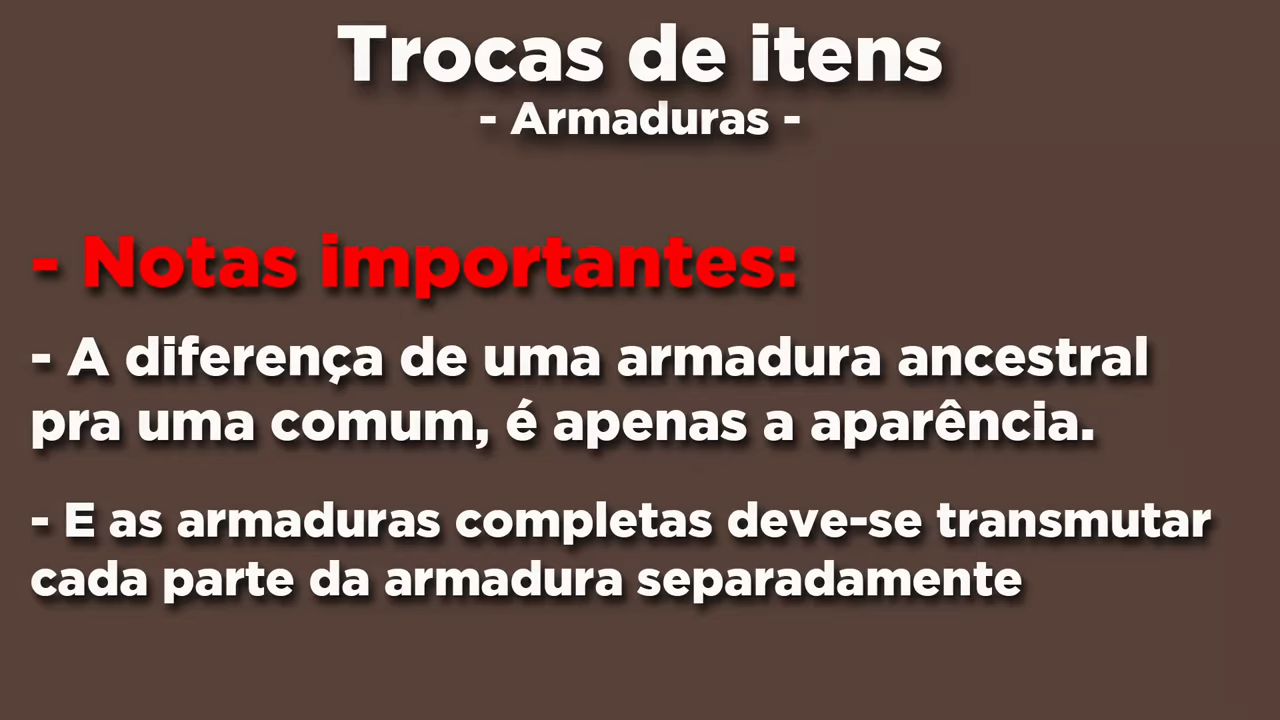 Trocas de itens
- Armaduras -
- Notas importantes:
- A diferença de uma armadura ancestral
pra uma comum, é apenas a aparência.
- E as armaduras completas deve-se transmutar
cada parte da armadura separadamente